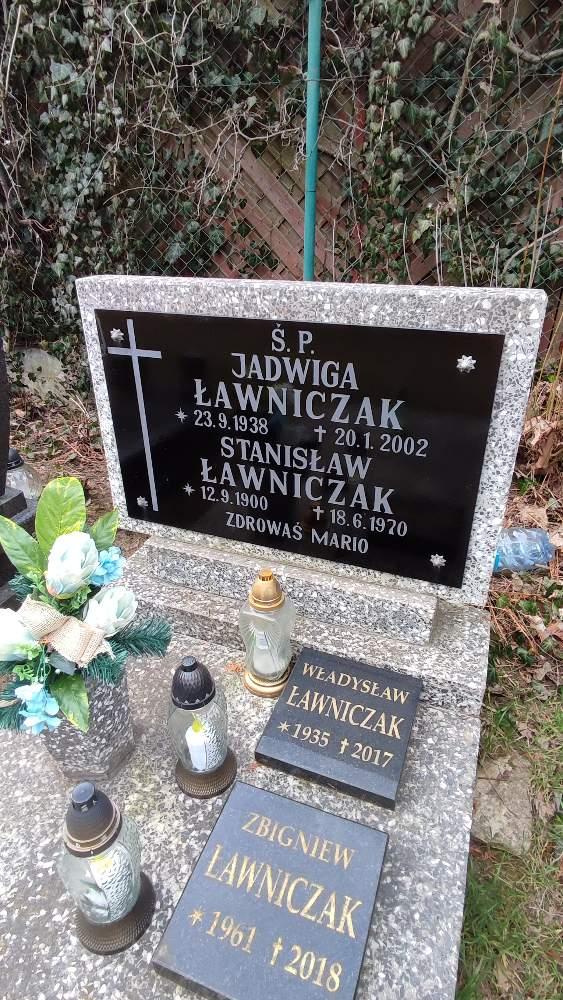 Ś. P.
JADWIGA
ŁAWNICZAK
* 23.9.1938 † 20.1.2002
STANISŁAW
ŁAWNICZAK
* 12.9.1900 † 18.6.1970
ZDROWAŚ MARIO
WŁADYSŁAW
ŁAWNICZAK
*1935 †2017
ZBIGNIEW
ŁAWNICZAK
*1961 †2018